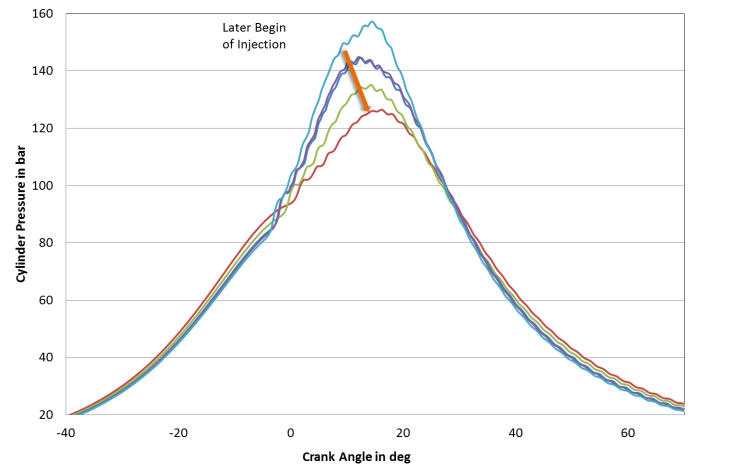 160
Later Begin
of Injection
140
120
100
80
60
40
20
Cylinder Pressure in bar
-40 -20 0 20 40 60
Crank Angle in deg